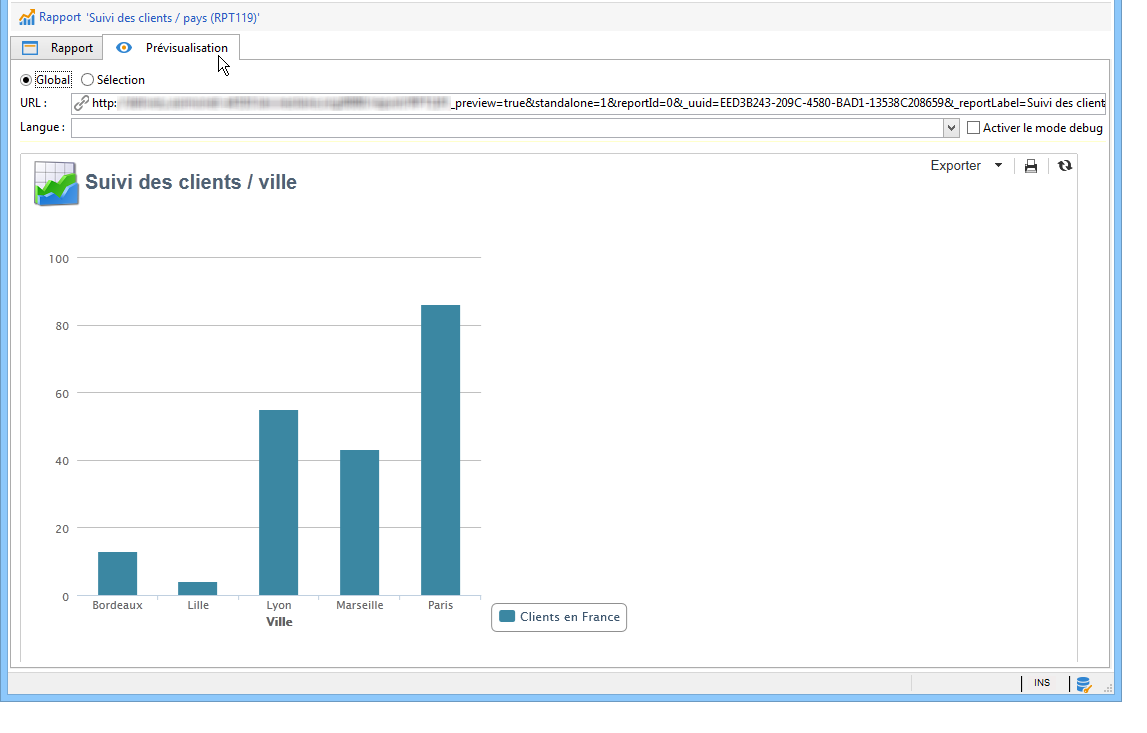 Rapport 'Suivi des clients / pays (RPT119)'
Rapport Prévisualisation
Global Sélection
URL : http: _preview=true&standalone=1&reportId=0&_uuid=EED3B243-209C-4580-BAD1-13538C208659&_reportLabel=Suivi des client
Langue : Activer le mode debug
Exporter
Suivi des clients / ville
100
80
60
40
20
0
Bordeaux Lille Lyon Marseille Paris
Ville
Clients en France
INS